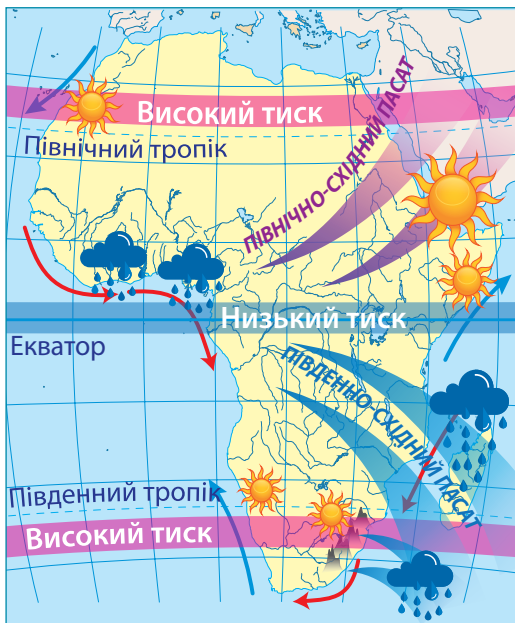 Високий тиск
Північний тропік
ПІВНІЧНО-СХІДНИЙ ПАСАТ
Низький тиск
Екватор
ПІВДЕННО-СХІДНИЙ ПАСАТ
Південний тропік
Високий тиск